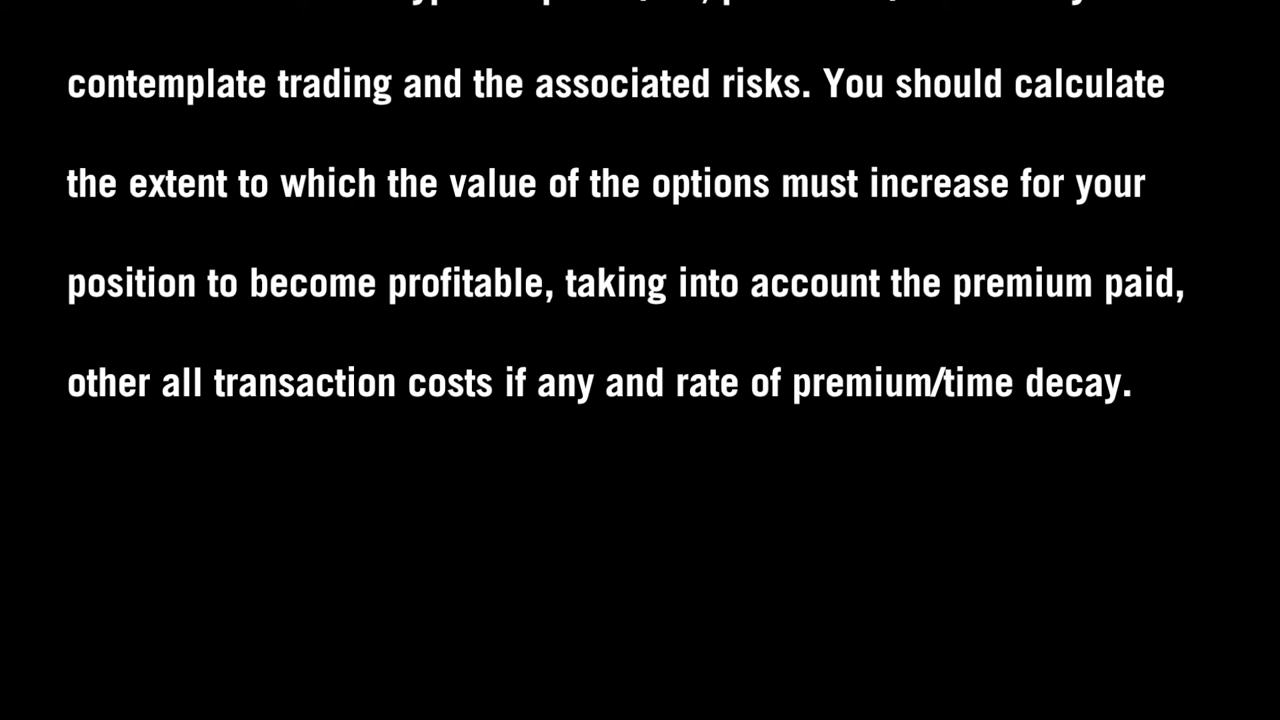 contemplate trading and the associated risks. You should calculate
the extent to which the value of the options must increase for your
position to become profitable, taking into account the premium paid,
other all transaction costs if any and rate of premium/time decay.